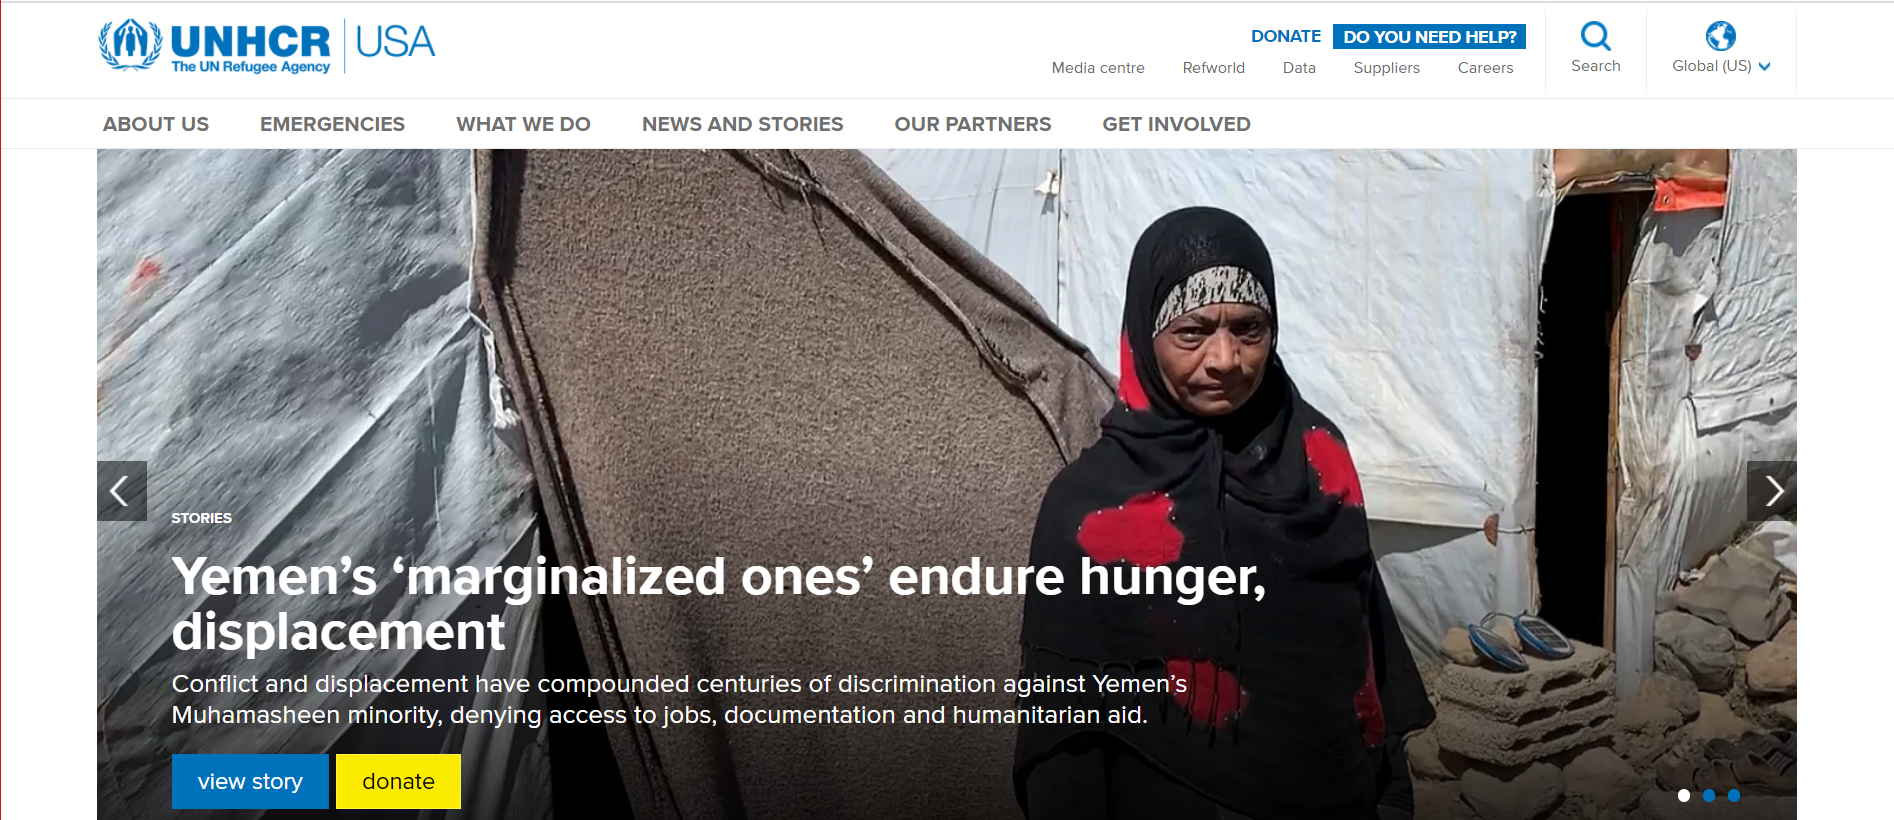 UNHCR USA
The UN Refugee Agency
DONATE DO YOU NEED HELP?
Media centre Refworld Data Suppliers Careers
Search
Global (US)
ABOUT US EMERGENCIES WHAT WE DO NEWS AND STORIES OUR PARTNERS GET INVOLVED
STORIES
Yemen’s ‘marginalized ones’ endure hunger,
displacement
Conflict and displacement have compounded centuries of discrimination against Yemen’s
Muhamasheen minority, denying access to jobs, documentation and humanitarian aid.
view story donate